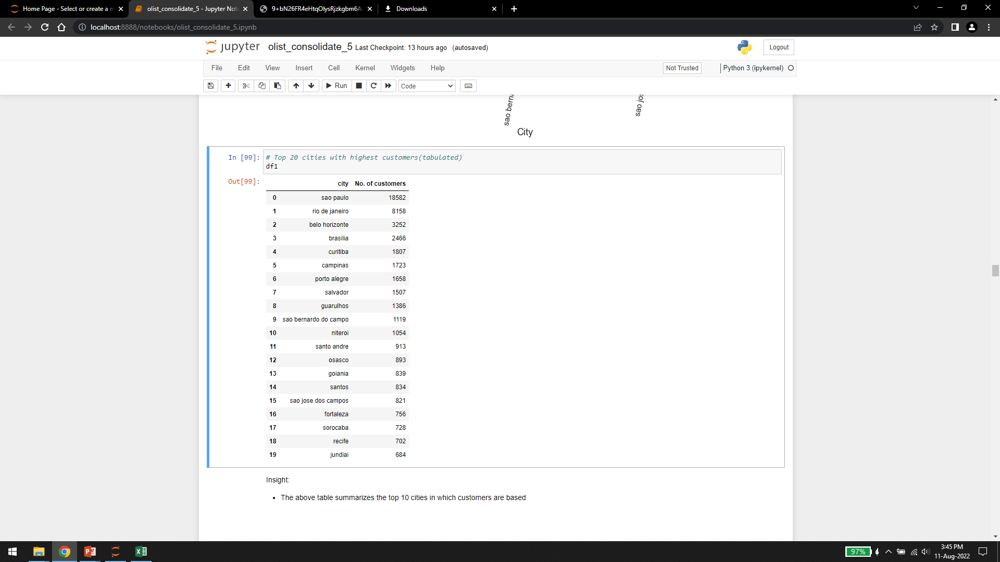 Home Page - Select or create a n
olist_consolidate_5 - Jupyter Not
9+bN26FR4eHtqOlysRjzkgbm6A
Downloads
localhost:8888/notebooks/olist_consolidate_5.ipynb
jupyter olist_consolidate_5 Last Checkpoint: 13 hours ago (autosaved)
Logout
File Edit View Insert Cell Kernel Widgets Help
Not Trusted
Python 3 (ipykernel)
Run
Code
sao berna
sao jos
City
In [99]: # Top 20 cities with highest customers(tabulated)
df1
Out[99]:
city No. of customers
0 sao paulo 18582
1 rio de janeiro 8158
2 belo horizonte 3252
3 brasilia 2466
4 curitiba 1807
5 campinas 1723
6 porto alegre 1658
7 salvador 1507
8 guarulhos 1386
9 sao bernardo do campo 1119
10 niteroi 1054
11 santo andre 913
12 osasco 893
13 goiania 839
14 santos 834
15 sao jose dos campos 821
16 fortaleza 756
17 sorocaba 728
18 recife 702
19 jundiai 684
Insight:
• The above table summarizes the top 10 cities in which customers are based
97%
3:45 PM
11-Aug-2022